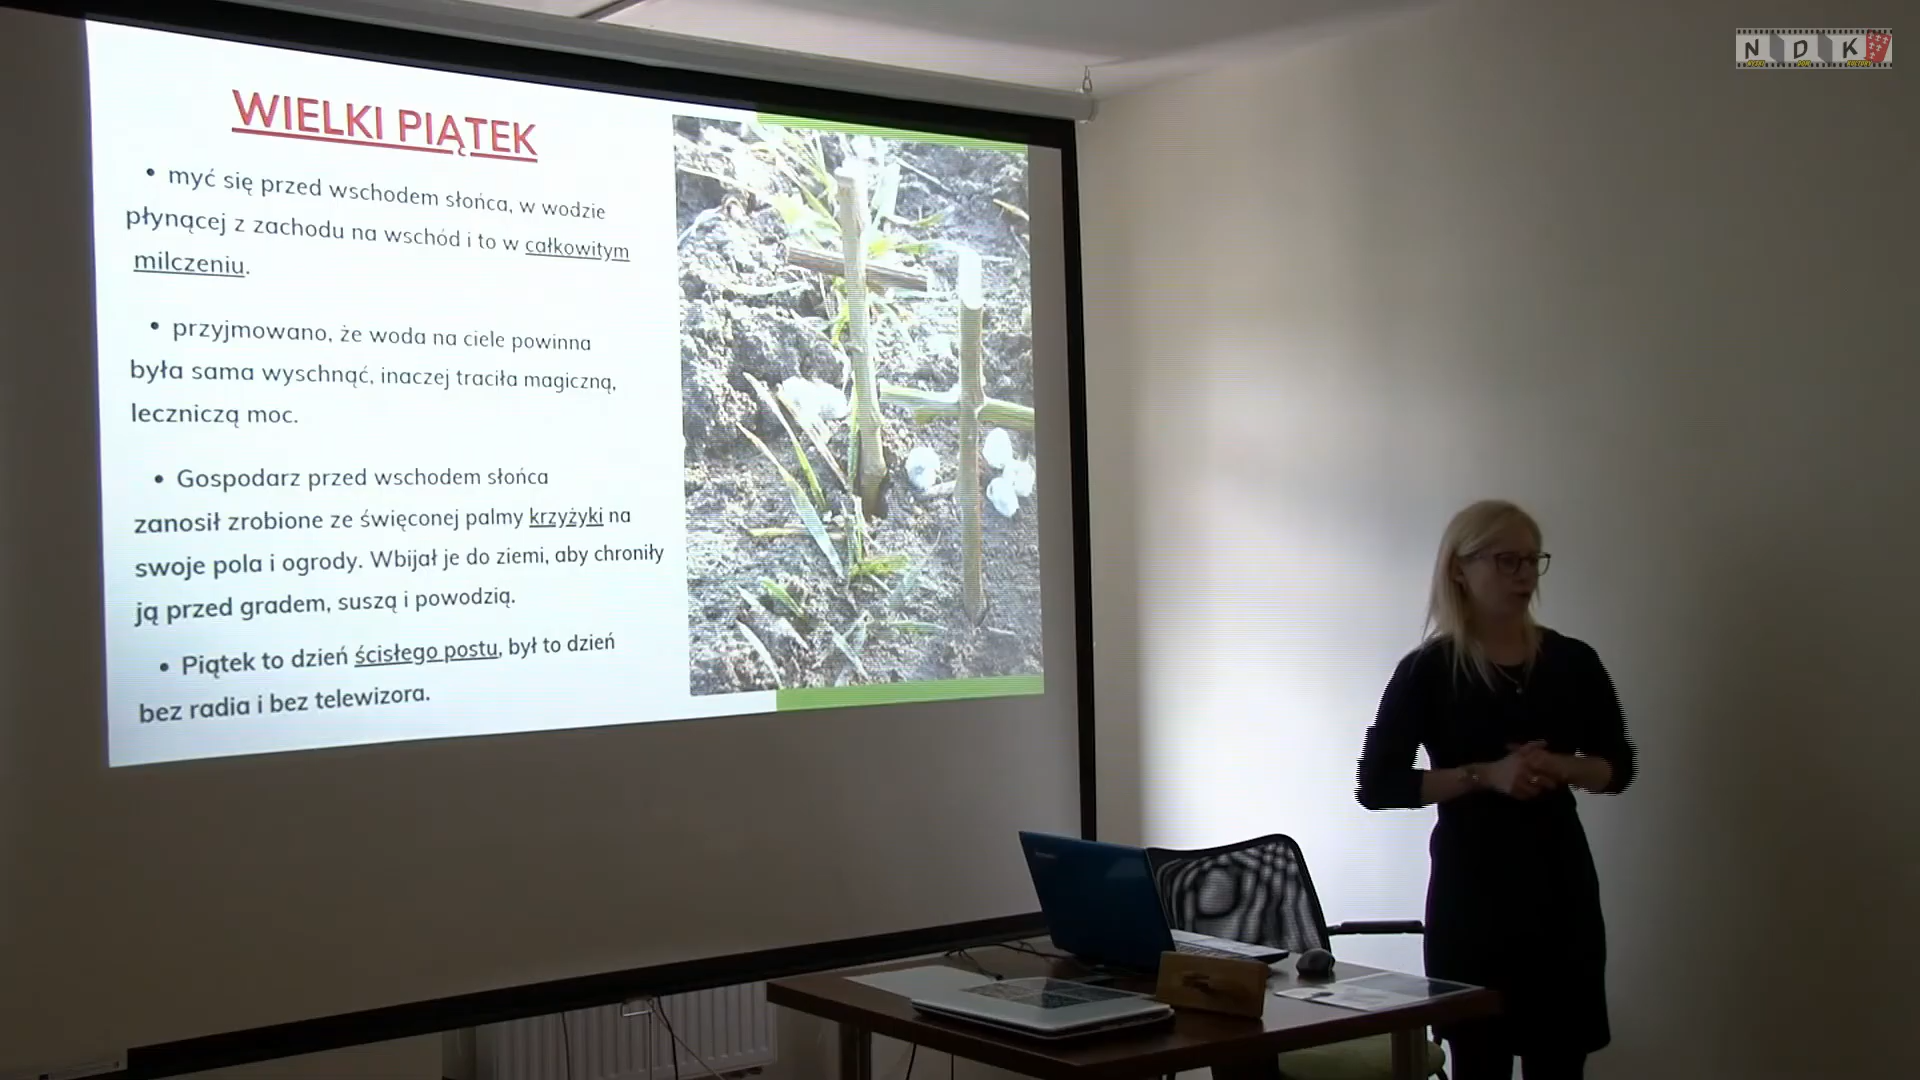 N D K
WIELKI PIĄTEK
• myć się przed wschodem słońca, w wodzie
płynącej z zachodu na wschód i to w całkowitym
milczeniu.
• przyjmowano, że woda na ciele powinna
była sama wyschnąć, inaczej traciła magiczną,
leczniczą moc.
• Gospodarz przed wschodem słońca
zanosił zrobione ze święconej palmy krzyżyki na
swoje pola i ogrody. Wbijał je do ziemi, aby chroniły
ją przed gradem, suszą i powodzią.
• Piątek to dzień ścisłego postu, był to dzień
bez radia i bez telewizora.